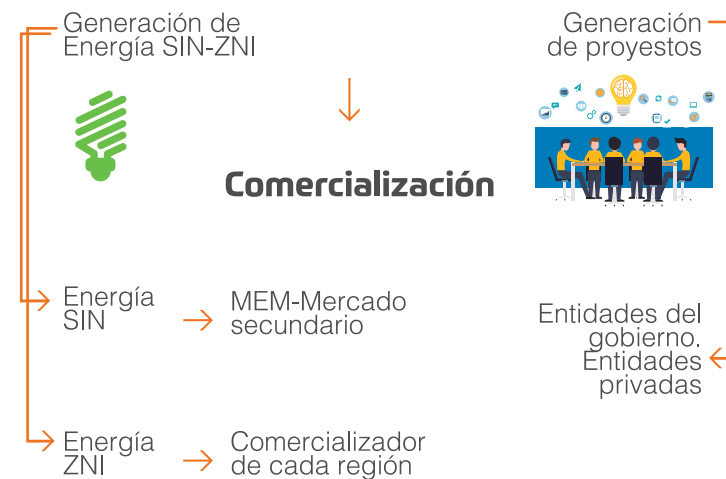 Generación de
Energía SIN-ZNI
Generación
de proyestos
Comercialización
Energía
SIN
MEM-Mercado
secundario
Entidades del
gobierno.
Entidades
privadas
Energía
ZNI
Comercializador
de cada región